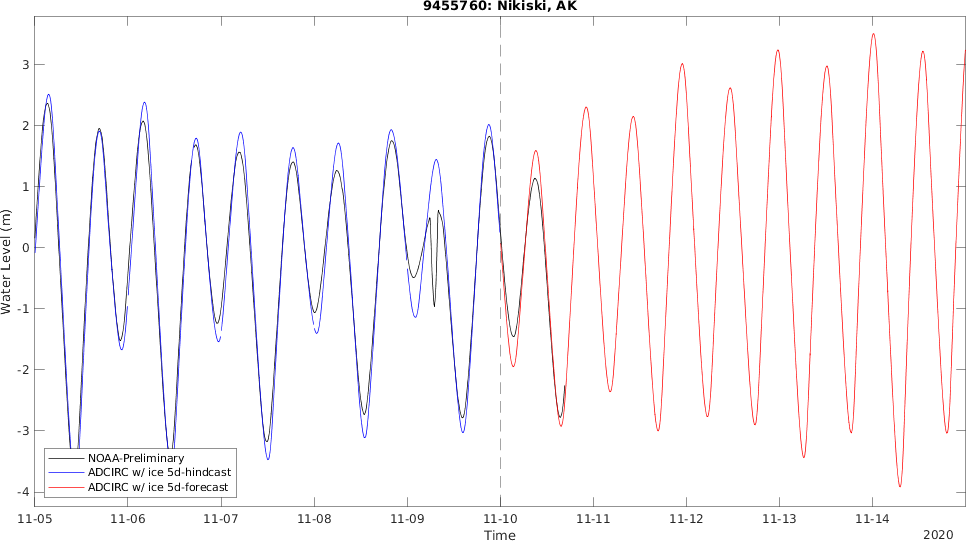 9455760: Nikiski, AK
Water Level (m)
3
2
1
0
-1
-2
-3
-4
NOAA-Preliminary
ADCIRC w/ ice 5d-hindcast
ADCIRC w/ ice 5d-forecast
11-05 11-06 11-07 11-08 11-09 11-10 11-11 11-12 11-13 11-14
Time
2020